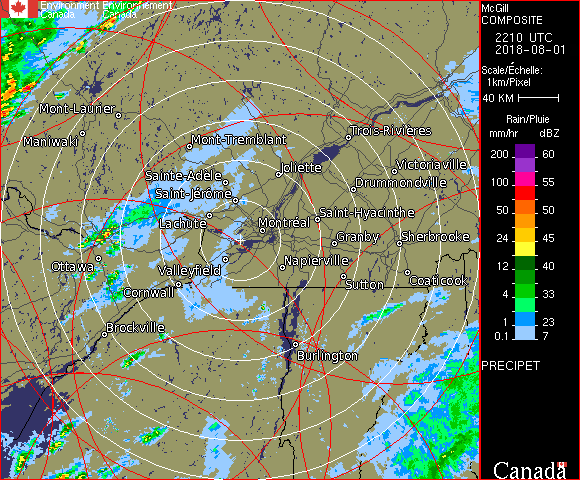 Environment Environnement
Canada Canada
McGill
COMPOSITE
2210 UTC
2018-08-01
Scale/Échelle:
1km/Pixel
40 KM
Rain/Pluie
mm/hr dBZ
200 60
100 55
50 50
24 45
12 40
4 33
1 23
0.1 7
PRECIPET
Canada
Mont-Laurier
Maniwaki
Mont-Tremblant
Trois-Rivières
Joliette
Victoriaville
Sainte-Adèle
Drummondville
Saint-Jérôme
Lachute
Saint-Hyacinthe
Montréal
Granby
Sherbrooke
Ottawa
Valleyfield
Napierville
Sutton
Coaticook
Cornwall
Brockville
Burlington